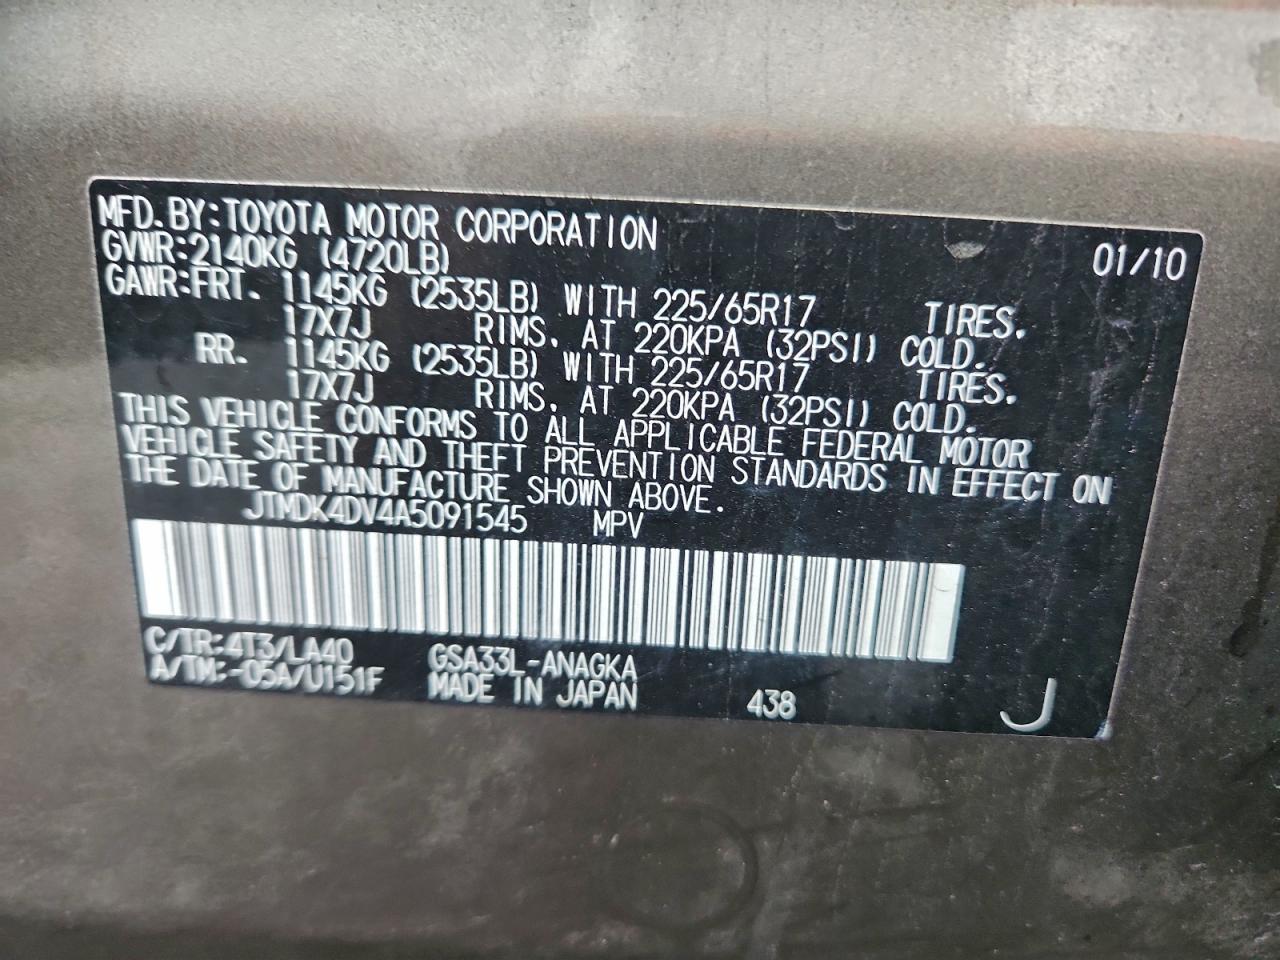 MFD.BY:TOYOTA MOTOR CORPORATION 01/10
GVWR:2140KG (4720LB)
GAWR:FRT. 1145KG (2535LB) WITH 225/65R17 TIRES.
17X7J RIMS, AT 220KPA (32PSI) COLD.
RR. 1145KG (2535LB) WITH 225/65R17 TIRES.
17X7J RIMS, AT 220KPA (32PSI) COLD.
THIS VEHICLE CONFORMS TO ALL APPLICABLE FEDERAL MOTOR
VEHICLE SAFETY AND THEFT PREVENTION STANDARDS IN EFFECT ON
THE DATE OF MANUFACTURE SHOWN ABOVE.
JTMDK4DV4A5091545 MPV
C/TR:4T3/LA40 GSA33L-ANAGKA
A/TM:-05A/U151F MADE IN JAPAN 438 J